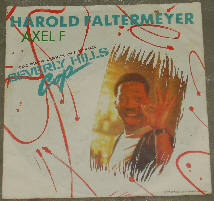 HAROLD FALTERMEYER
AXEL F
BEVERLY HILLS
Cop